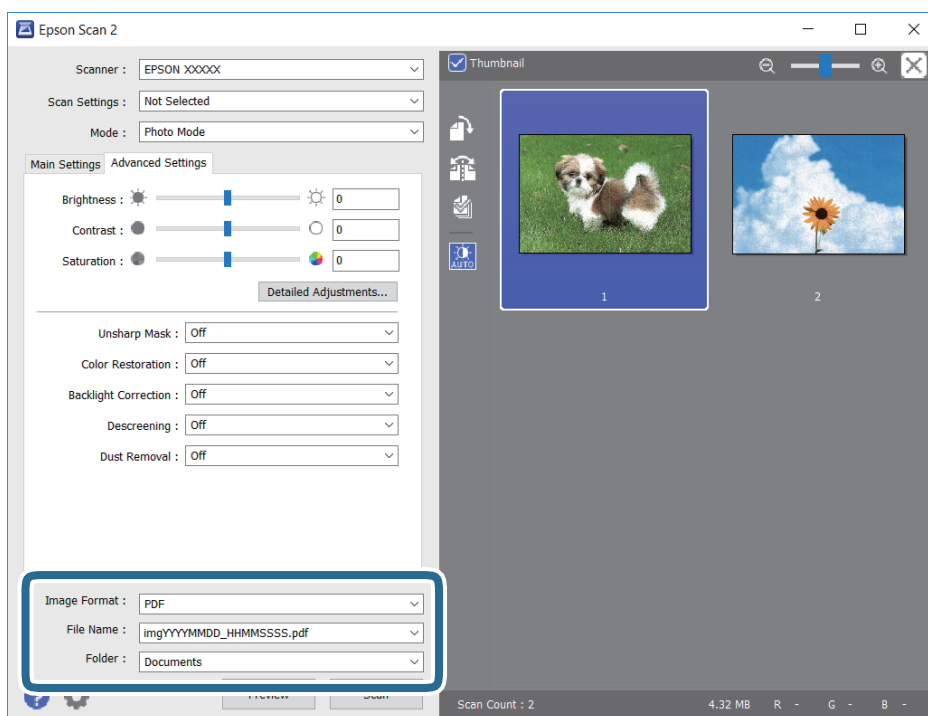 Epson Scan 2
Scanner : EPSON XXXXX
Scan Settings : Not Selected
Mode : Photo Mode
Main Settings Advanced Settings
Brightness : 0
Contrast : 0
Saturation : 0
Detailed Adjustments...
Unsharp Mask : Off
Color Restoration : Off
Backlight Correction : Off
Descreening : Off
Dust Removal : Off
Image Format : PDF
File Name : imgYYYYMMDD_HHMMSSSS.pdf
Folder : Documents
? Preview Scan
Thumbnail
AUTO
1 2
Scan Count : 2 4.32 MB R - G - B -